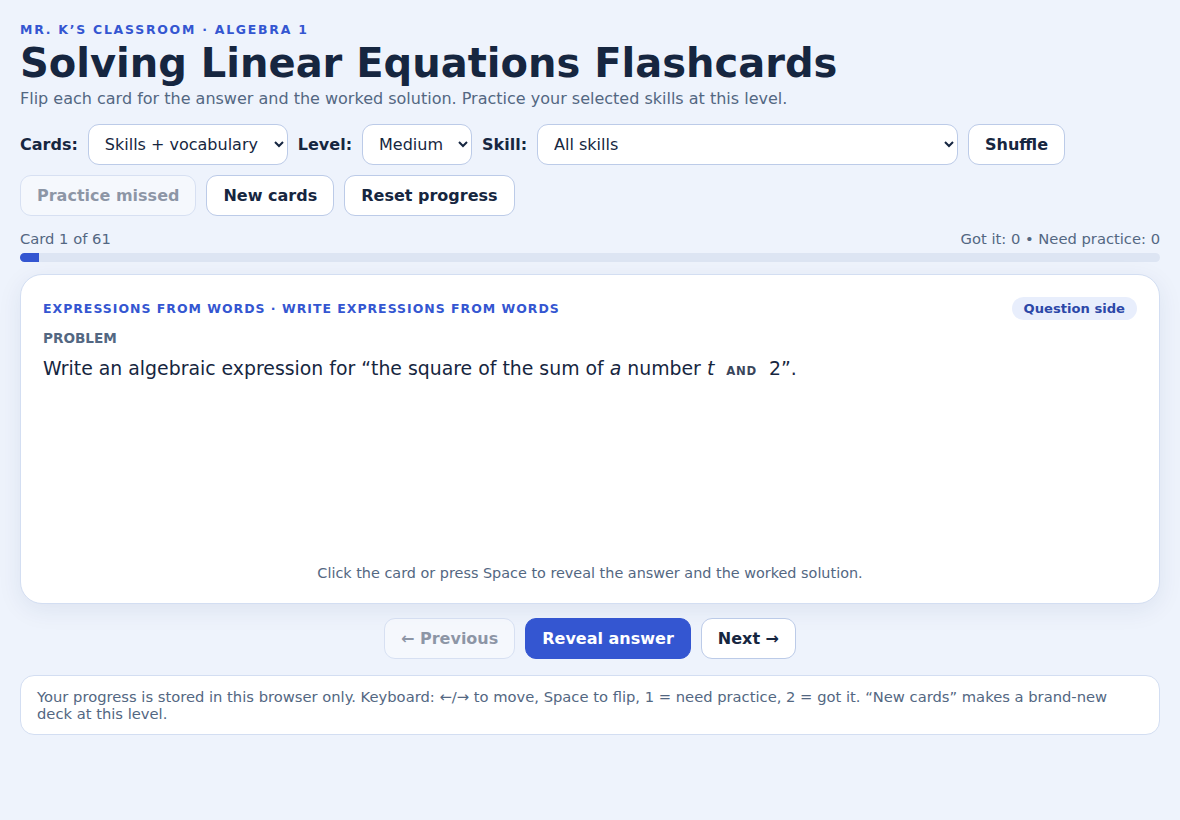 MR. K’S CLASSROOM · ALGEBRA 1
Solving Linear Equations Flashcards
Flip each card for the answer and the worked solution. Practice your selected skills at this level.
Cards: Skills + vocabulary Level: Medium Skill: All skills Shuffle
Practice missed New cards Reset progress
Card 1 of 61 Got it: 0 • Need practice: 0
EXPRESSIONS FROM WORDS · WRITE EXPRESSIONS FROM WORDS Question side
PROBLEM
Write an algebraic expression for “the square of the sum of a number t AND 2”.
Click the card or press Space to reveal the answer and the worked solution.
← Previous Reveal answer Next →
Your progress is stored in this browser only. Keyboard: ←/→ to move, Space to flip, 1 = need practice, 2 = got it. “New cards” makes a brand-new
deck at this level.